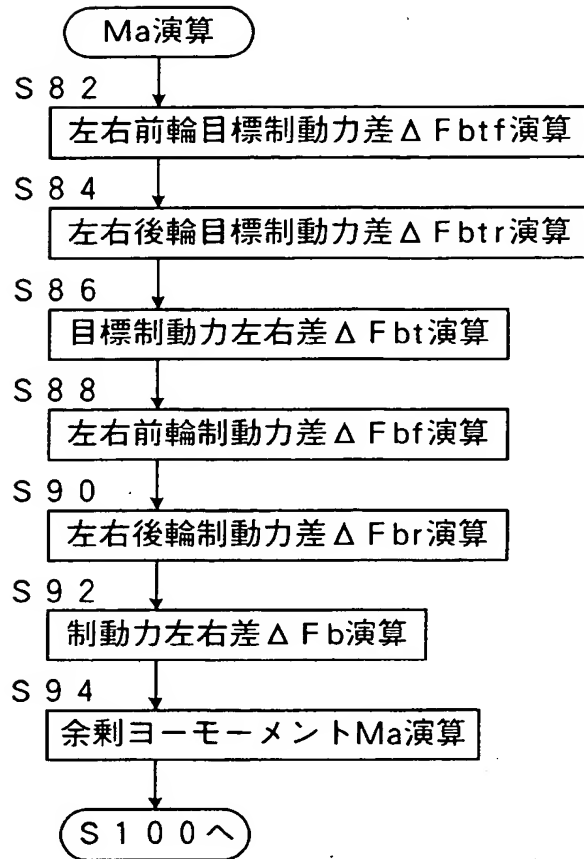 Ma演算
S82
左右前輪目標制動力差ΔFbtf演算
S84
左右後輪目標制動力差ΔFbtr演算
S86
目標制動力左右差ΔFbt演算
S88
左右前輪制動力差ΔFbf演算
S90
左右後輪制動力差ΔFbr演算
S92
制動力左右差ΔFb演算
S94
余剰ヨーモーメントMa演算
S100へ